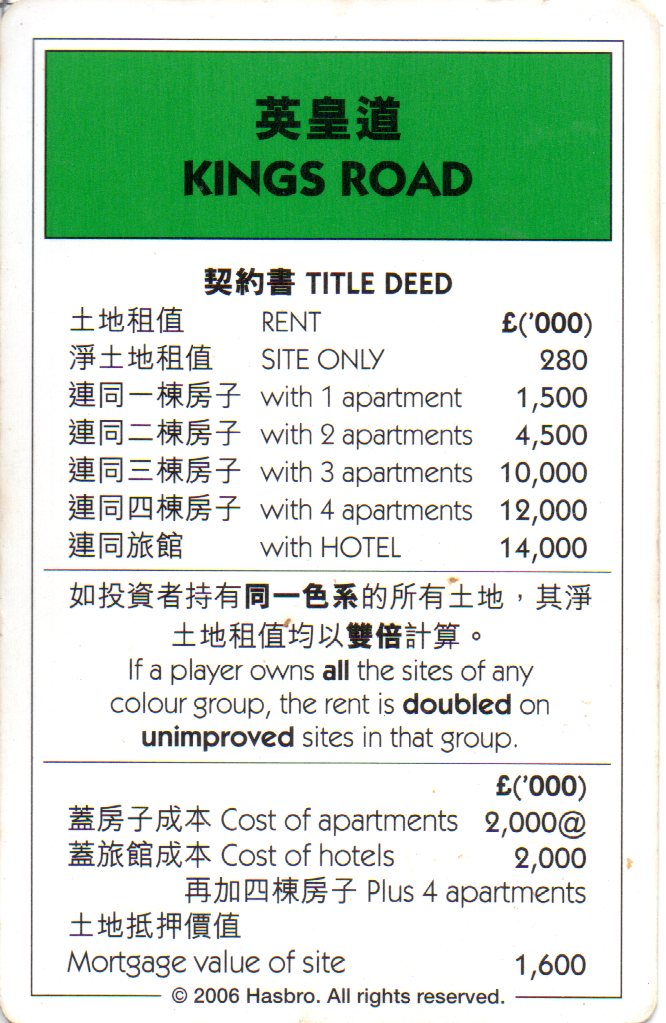 英皇道
KINGS ROAD
契約書 TITLE DEED
土地租值 RENT £('000)
淨土地租值 SITE ONLY 280
連同一棟房子 with 1 apartment 1,500
連同二棟房子 with 2 apartments 4,500
連同三棟房子 with 3 apartments 10,000
連同四棟房子 with 4 apartments 12,000
連同旅館 with HOTEL 14,000
如投資者持有同一色系的所有土地，其淨
土地租值均以雙倍計算。
If a player owns all the sites of any
colour group, the rent is doubled on
unimproved sites in that group.
£('000)
蓋房子成本 Cost of apartments 2,000@
蓋旅館成本 Cost of hotels 2,000
再加四棟房子 Plus 4 apartments
土地抵押價值
Mortgage value of site 1,600
© 2006 Hasbro. All rights reserved.